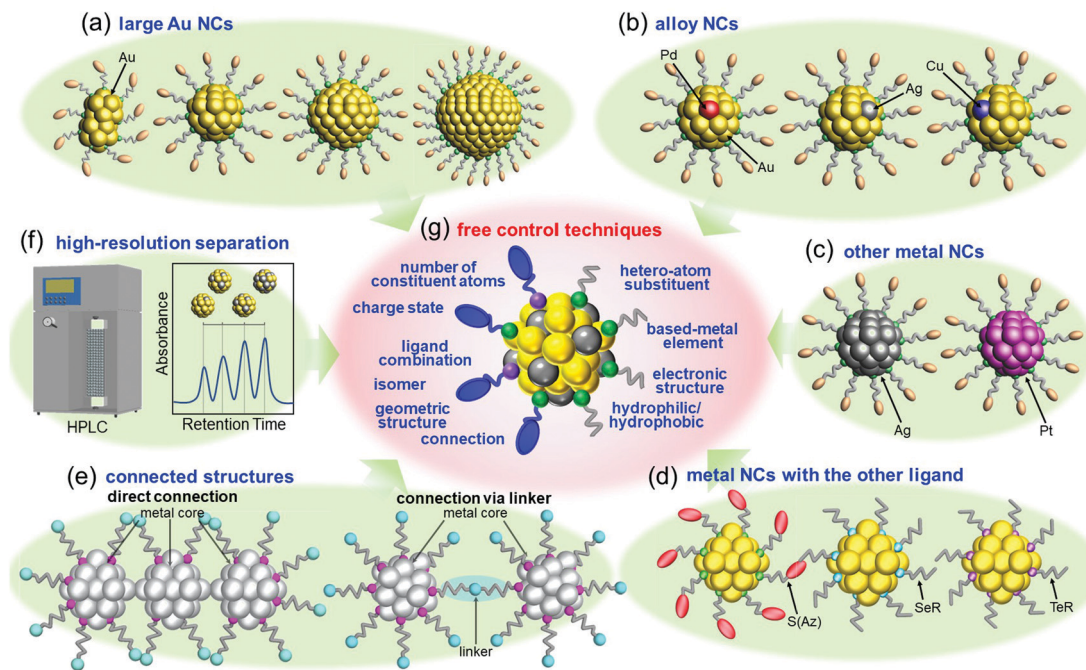 (a) large Au NCs
Au
(b) alloy NCs
Pd
Ag
Cu
Au
(f) high-resolution separation
Absorbance
HPLC
Retention Time
(g) free control techniques
number of
constituent atoms
charge state
ligand
combination
isomer
geometric
structure
connection
hetero-atom
substituent
based-metal
element
electronic
structure
hydrophilic/
hydrophobic
(c) other metal NCs
Ag
Pt
(e) connected structures
direct connection
metal core
connection via linker
metal core
linker
(d) metal NCs with the other ligand
S(Az)
SeR
TeR